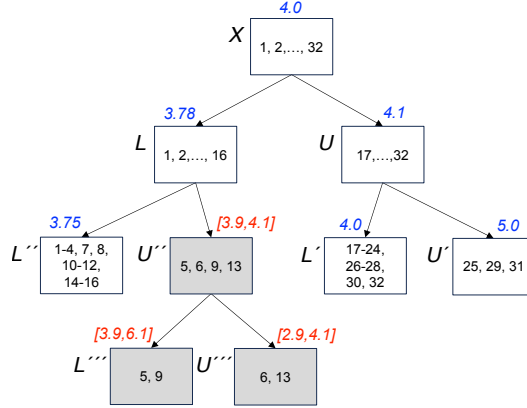 4.0
X
1, 2,..., 32
3.78
4.1
L
1, 2,..., 16
U
17,...,32
3.75
[3.9,4.1]
4.0
5.0
L´´
1-4, 7, 8,
10-12,
14-16
U´´
5, 6, 9, 13
L´
17-24,
26-28,
30, 32
U´
25, 29, 31
[3.9,6.1]
[2.9,4.1]
L´´´
5, 9
U´´´
6, 13